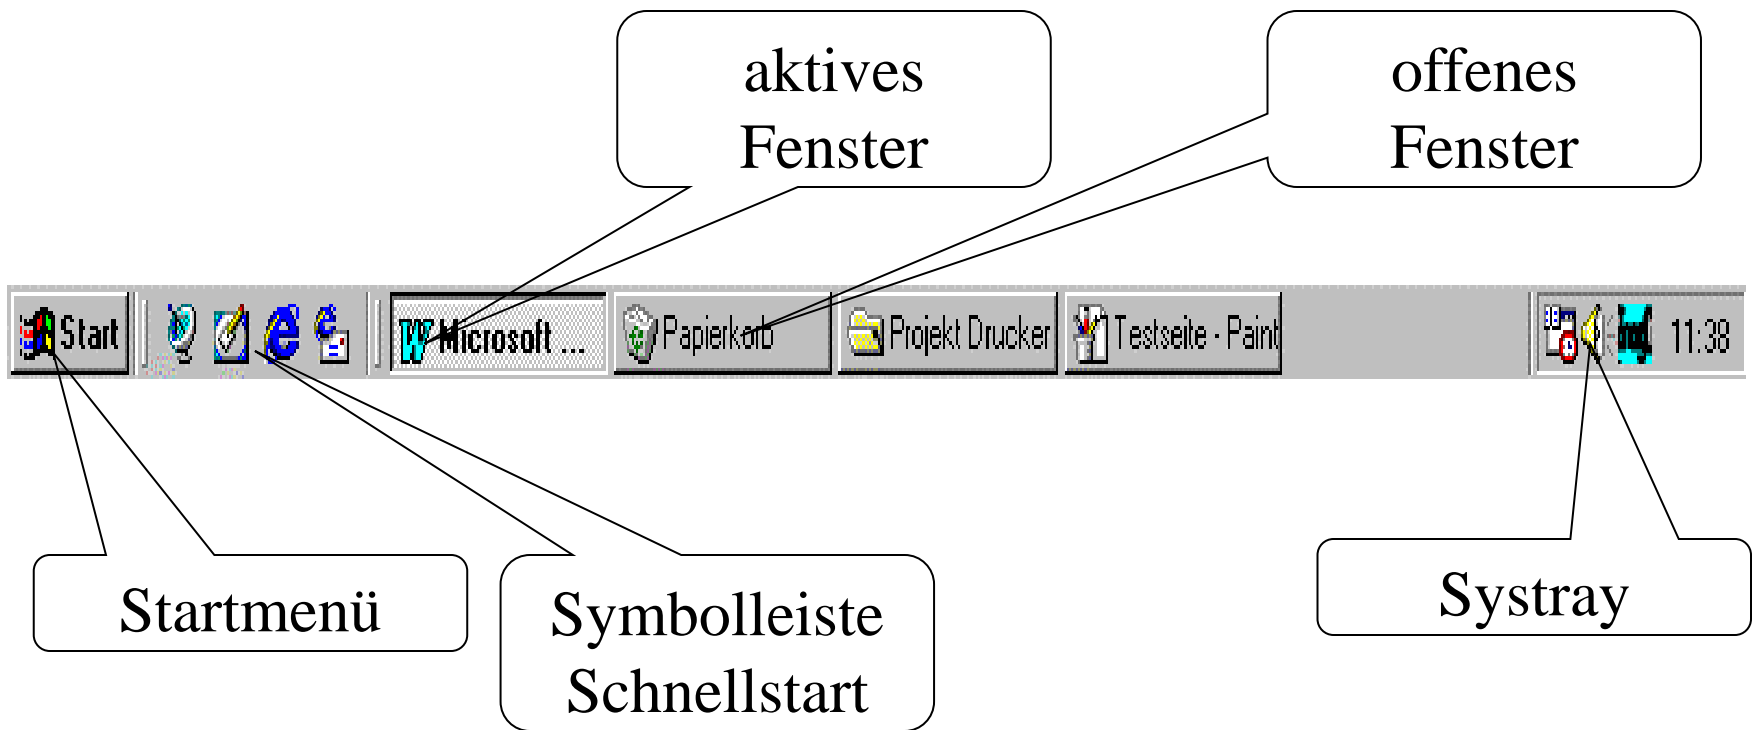 aktives
Fenster
offenes
Fenster
Start
Microsoft ...
Papierkorb
Projekt Drucker
Testseite - Paint
11:38
Startmenü
Symbolleiste
Schnellstart
Systray